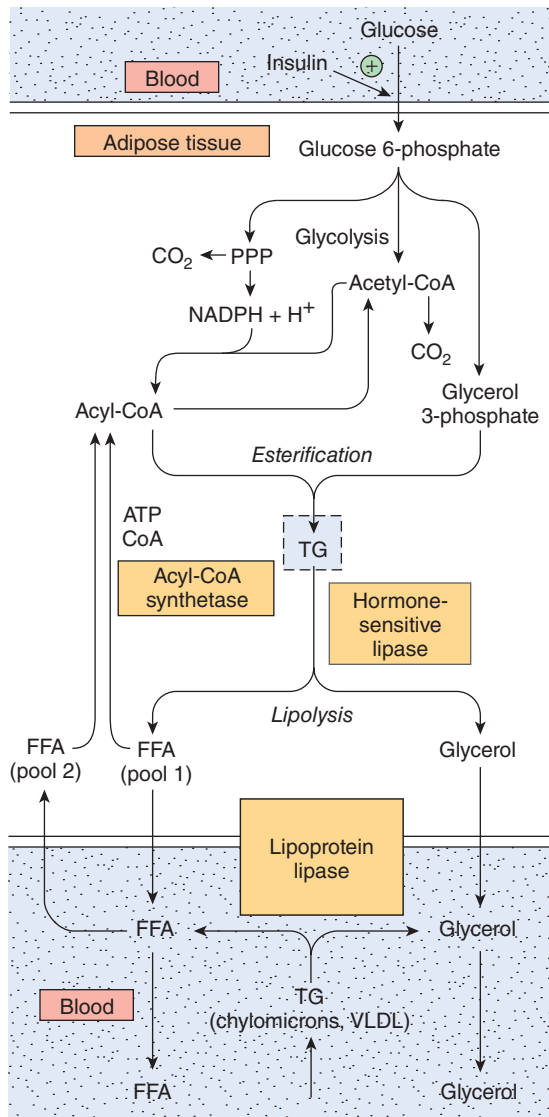 Glucose
Insulin
+
Blood
Adipose tissue
Glucose 6-phosphate
Glycolysis
CO₂
PPP
Acetyl-CoA
NADPH + H⁺
CO₂
Acyl-CoA
Glycerol
3-phosphate
Esterification
ATP
CoA
TG
Acyl-CoA
synthetase
Hormone-
sensitive
lipase
Lipolysis
FFA
(pool 2)
FFA
(pool 1)
Glycerol
Lipoprotein
lipase
FFA
Glycerol
Blood
TG
(chylomicrons, VLDL)
FFA
Glycerol